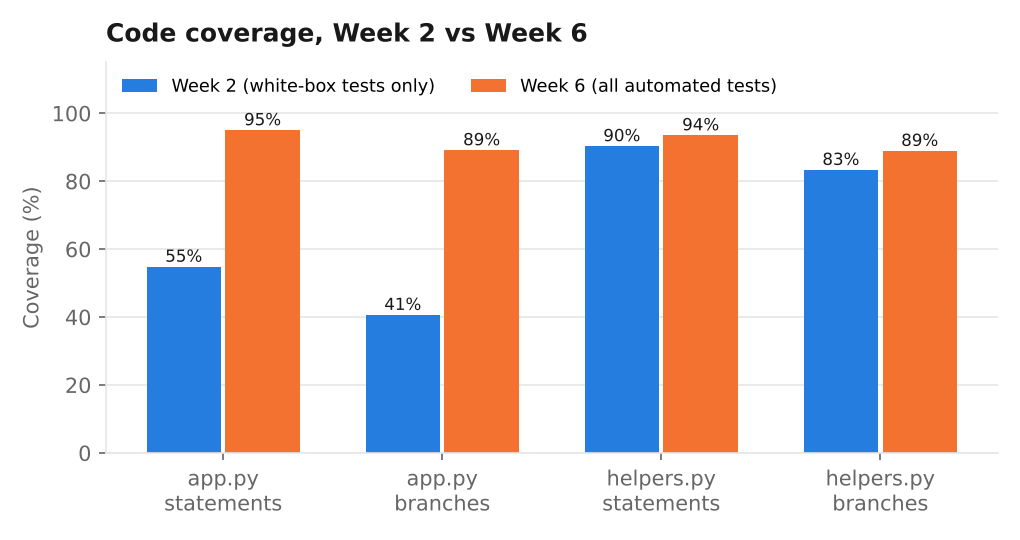 Code coverage, Week 2 vs Week 6
Week 2 (white-box tests only)
Week 6 (all automated tests)
Coverage (%)
100
80
60
40
20
0
55%
95%
41%
89%
90%
94%
83%
89%
app.py
statements
app.py
branches
helpers.py
statements
helpers.py
branches